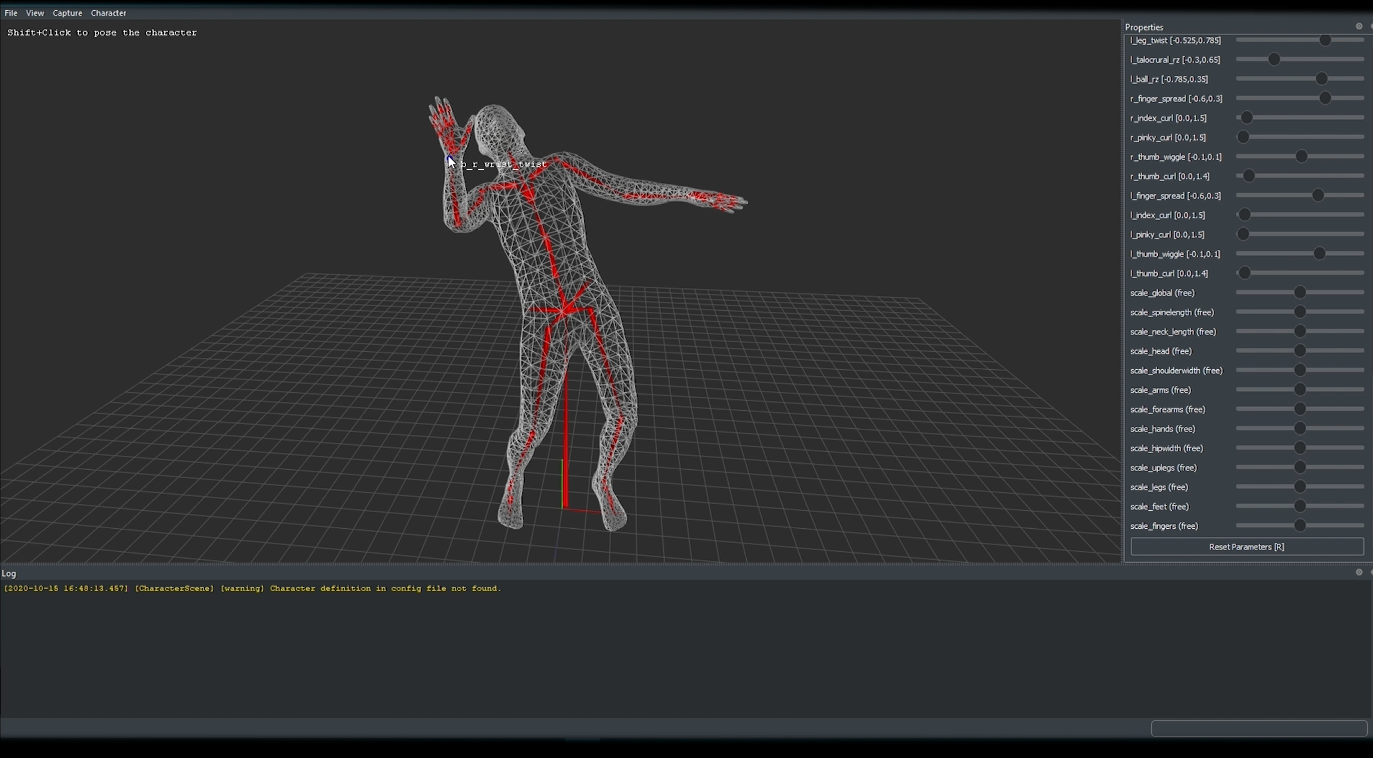 File View Capture Character
Shift+Click to pose the character
b_r_wrist_twist
Properties
l_leg_twist [-0.525,0.785]
l_talocrural_rz [-0.3,0.65]
l_ball_rz [-0.785,0.35]
r_finger_spread [-0.6,0.3]
r_index_curl [0.0,1.5]
r_pinky_curl [0.0,1.5]
r_thumb_wiggle [-0.1,0.1]
r_thumb_curl [0.0,1.4]
l_finger_spread [-0.6,0.3]
l_index_curl [0.0,1.5]
l_pinky_curl [0.0,1.5]
l_thumb_wiggle [-0.1,0.1]
l_thumb_curl [0.0,1.4]
scale_global (free)
scale_spinelength (free)
scale_neck_length (free)
scale_head (free)
scale_shoulderwidth (free)
scale_arms (free)
scale_forearms (free)
scale_hands (free)
scale_hipwidth (free)
scale_uplegs (free)
scale_legs (free)
scale_feet (free)
scale_fingers (free)
Reset Parameters [R]
Log
[2020-10-15 16:48:13.457] [CharacterScene] [warning] Character definition in config file not found.